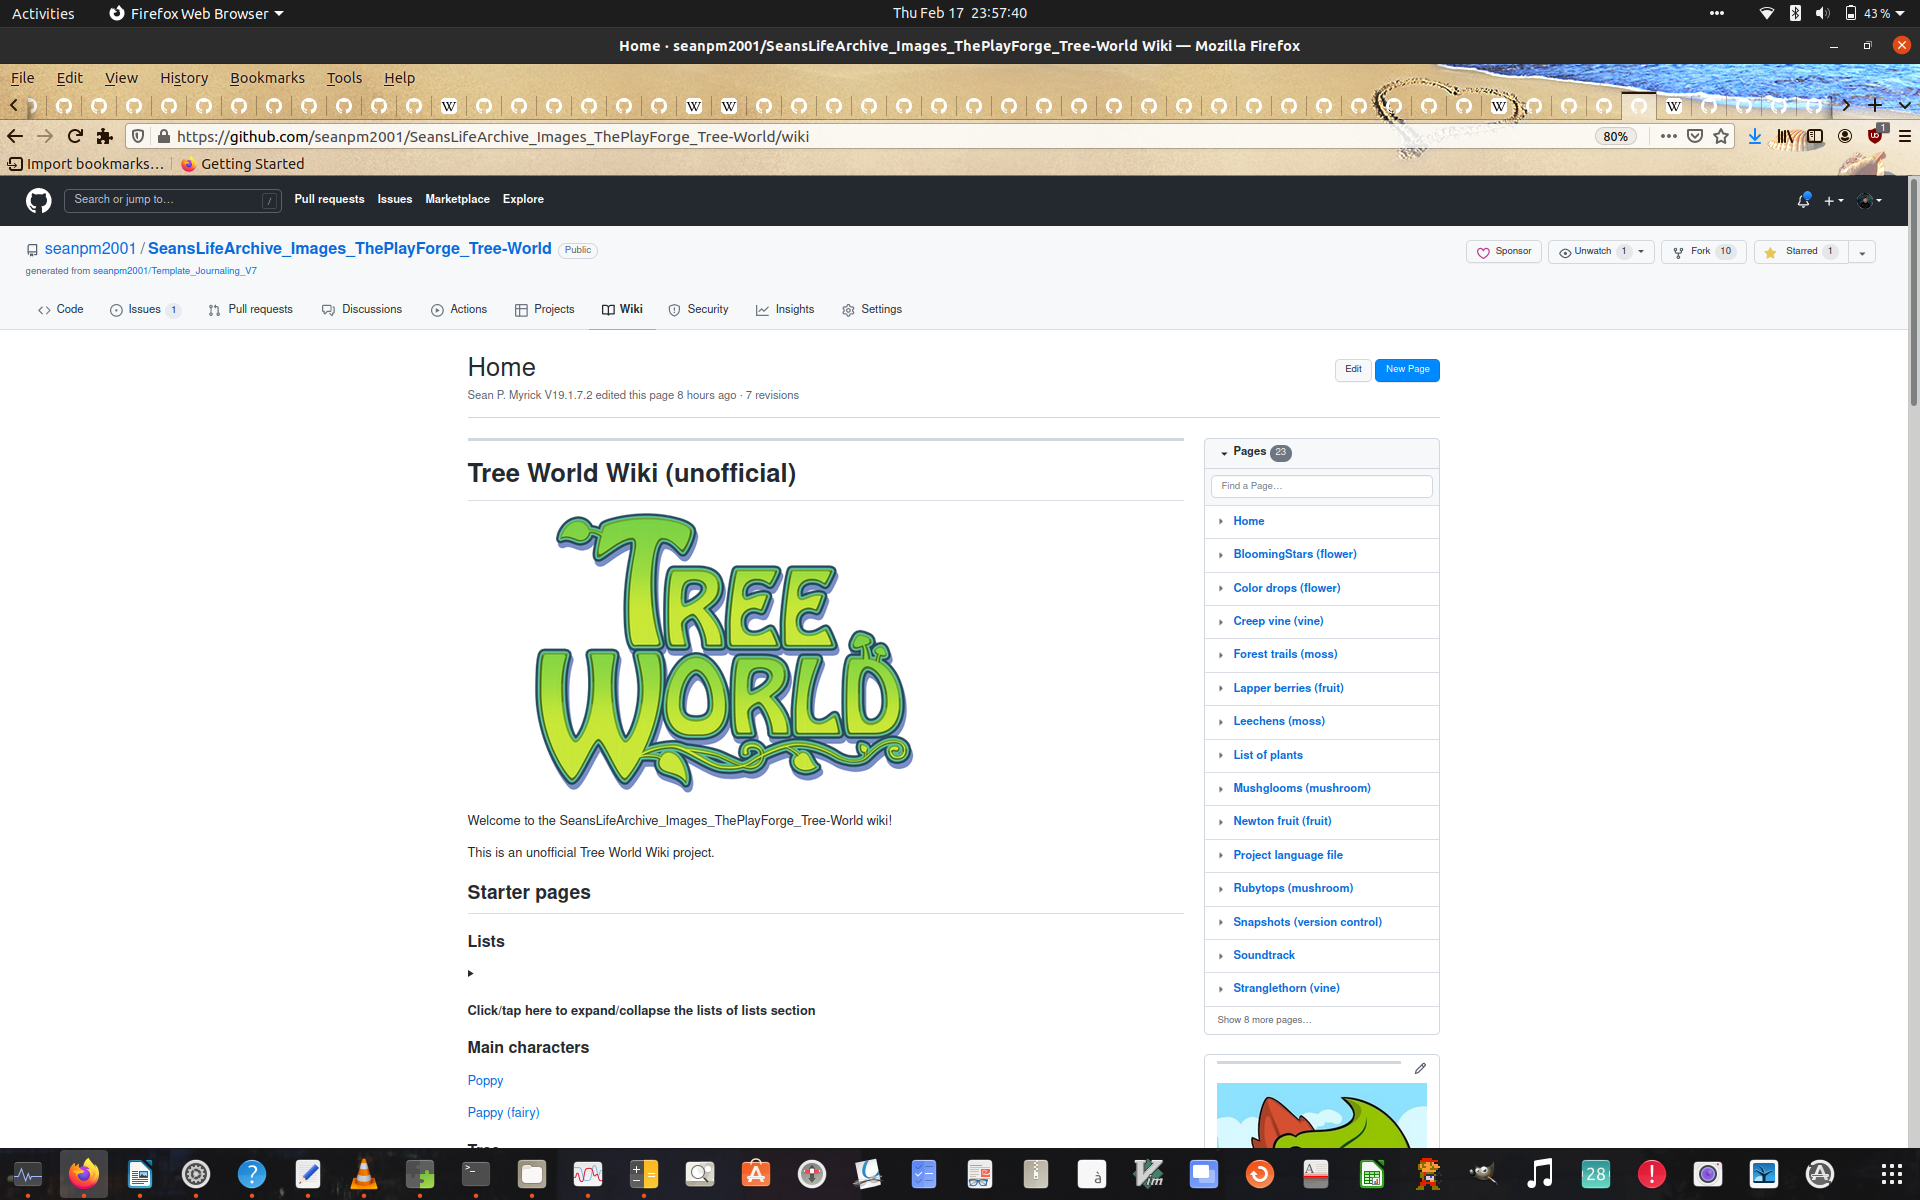 Activities Firefox Web Browser Thu Feb 17 23:57:40 43 %
Home · seanpm2001/SeansLifeArchive_Images_ThePlayForge_Tree-World Wiki — Mozilla Firefox
File Edit View History Bookmarks Tools Help
https://github.com/seanpm2001/SeansLifeArchive_Images_ThePlayForge_Tree-World/wiki 80% 1
Import bookmarks… Getting Started
Search or jump to… / Pull requests Issues Marketplace Explore
seanpm2001 / SeansLifeArchive_Images_ThePlayForge_Tree-World Public Sponsor Unwatch 1 Fork 10 Starred 1
generated from seanpm2001/Template_Journaling_V7
Code Issues 1 Pull requests Discussions Actions Projects Wiki Security Insights Settings
Home Edit New Page
Sean P. Myrick V19.1.7.2 edited this page 8 hours ago · 7 revisions
Tree World Wiki (unofficial)
TREE
WORLD
Welcome to the SeansLifeArchive_Images_ThePlayForge_Tree-World wiki!
This is an unofficial Tree World Wiki project.
Starter pages
Lists
Click/tap here to expand/collapse the lists of lists section
Main characters
Poppy
Pappy (fairy)
Pages 23
Find a Page…
Home
BloomingStars (flower)
Color drops (flower)
Creep vine (vine)
Forest trails (moss)
Lapper berries (fruit)
Leechens (moss)
List of plants
Mushglooms (mushroom)
Newton fruit (fruit)
Project language file
Rubytops (mushroom)
Snapshots (version control)
Soundtrack
Stranglethorn (vine)
Show 8 more pages…
28